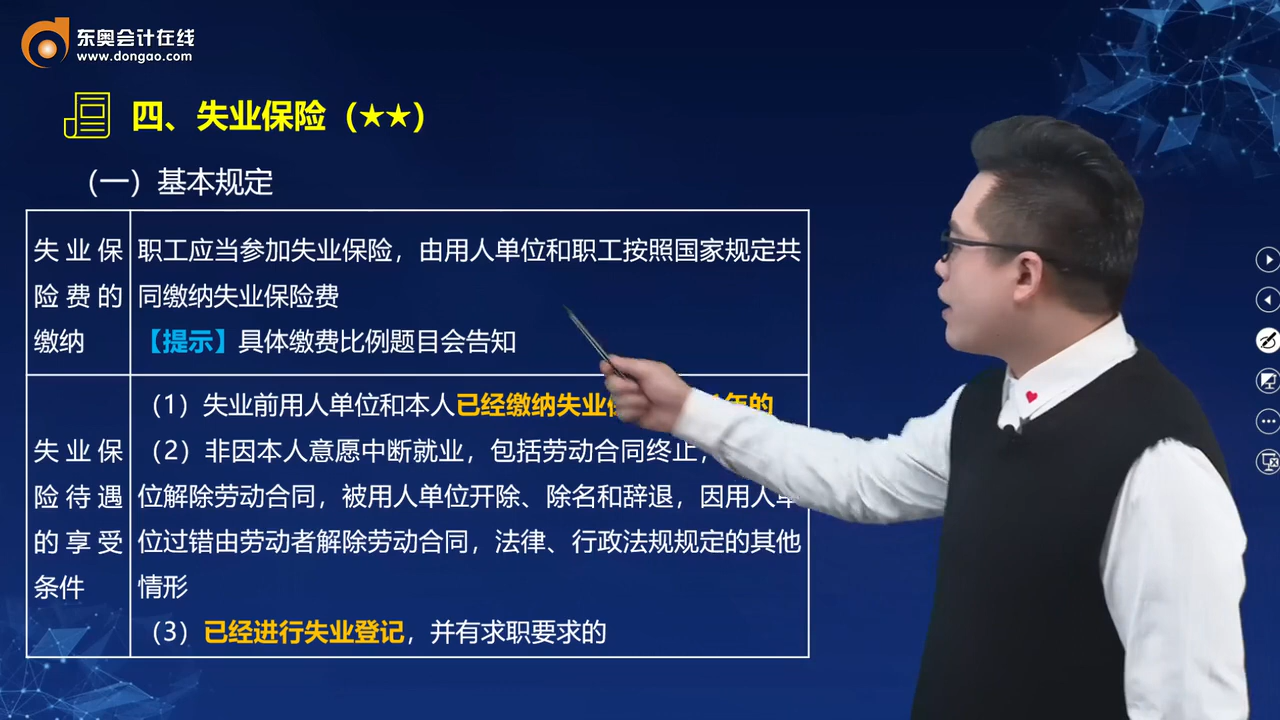 东奥会计在线
www.dongao.com
四、失业保险（★★）
（一）基本规定
失业保险费的缴纳
职工应当参加失业保险，由用人单位和职工按照国家规定共
同缴纳失业保险费
【提示】具体缴费比例题目会告知
失业保险待遇的享受条件
（1）失业前用人单位和本人已经缴纳失业 年的
（2）非因本人意愿中断就业，包括劳动合同终止，
位解除劳动合同，被用人单位开除、除名和辞退，因用人单
位过错由劳动者解除劳动合同，法律、行政法规规定的其他
情形
（3）已经进行失业登记，并有求职要求的